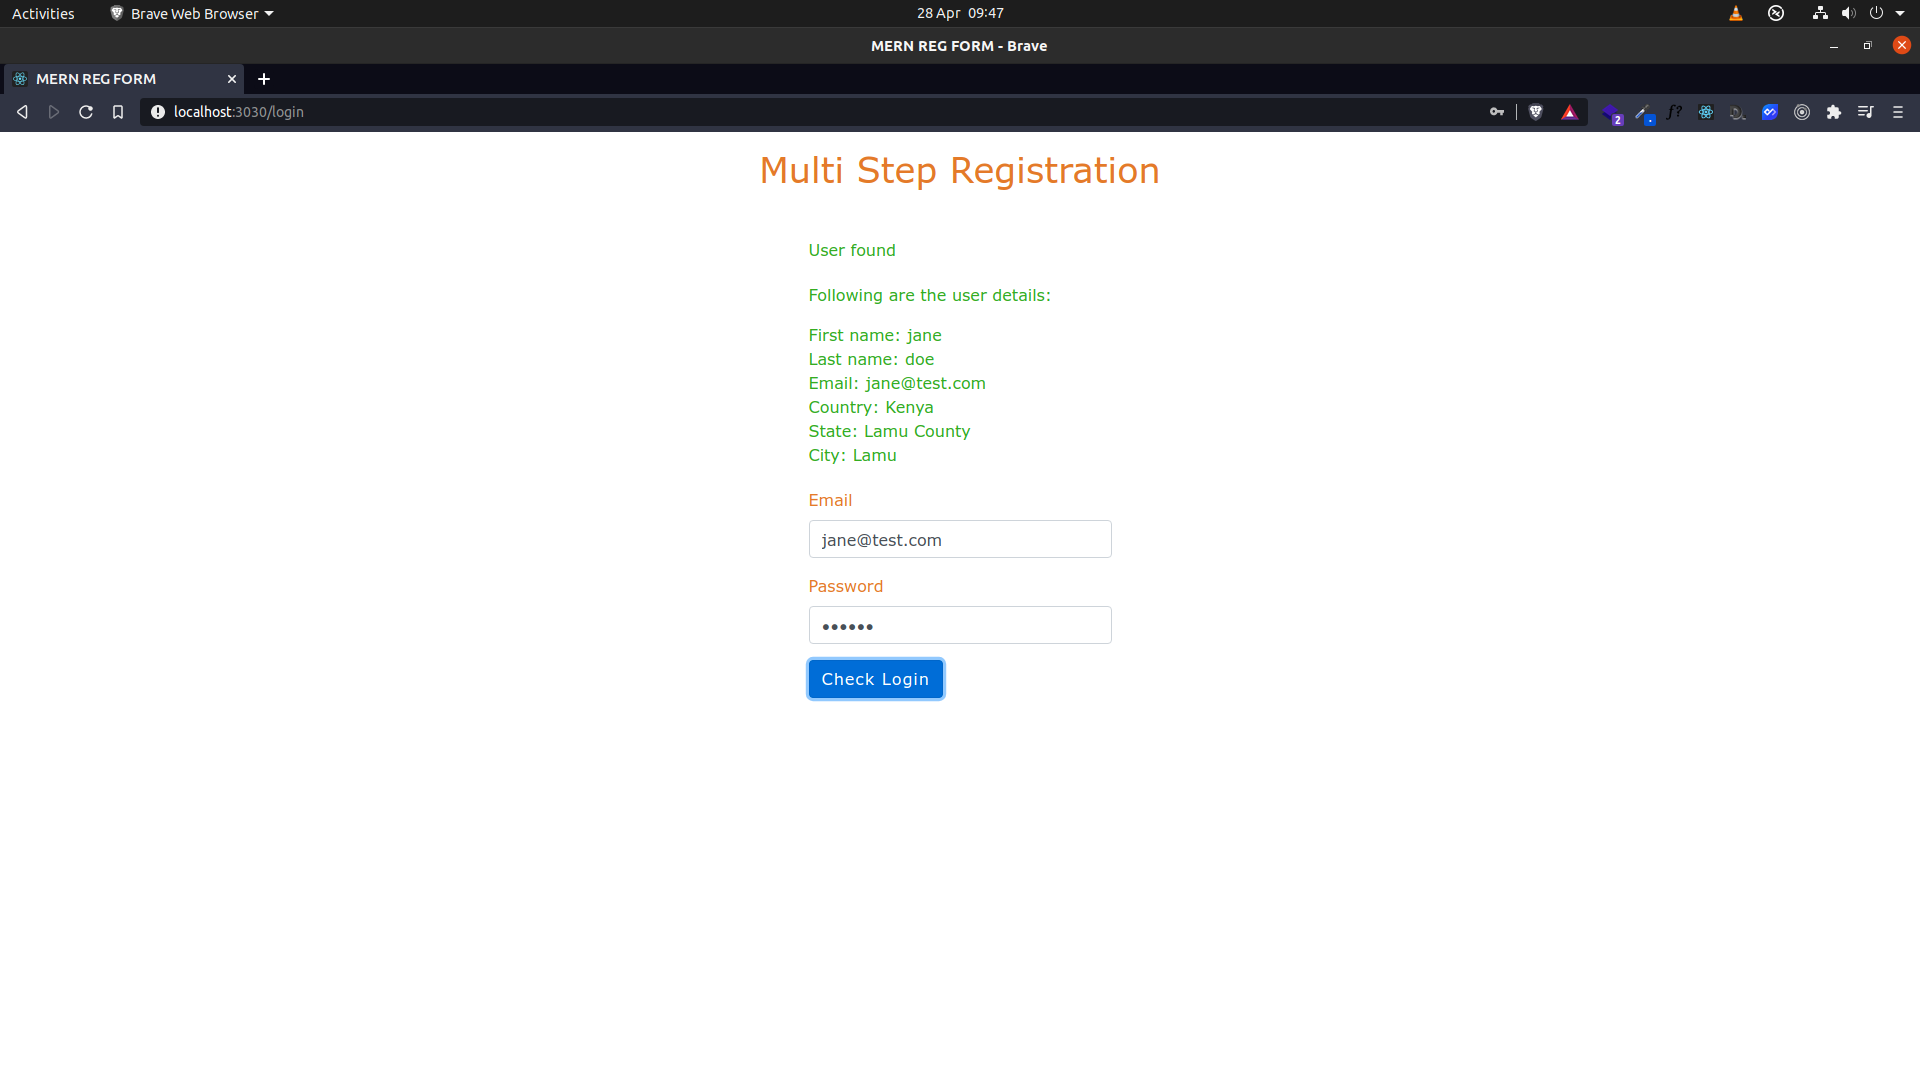 Activities
Brave Web Browser
28 Apr 09:47
MERN REG FORM - Brave
MERN REG FORM
localhost:3030/login
2
Multi Step Registration
User found
Following are the user details:
First name: jane
Last name: doe
Email: jane@test.com
Country: Kenya
State: Lamu County
City: Lamu
Email
jane@test.com
Password
••••••
Check Login